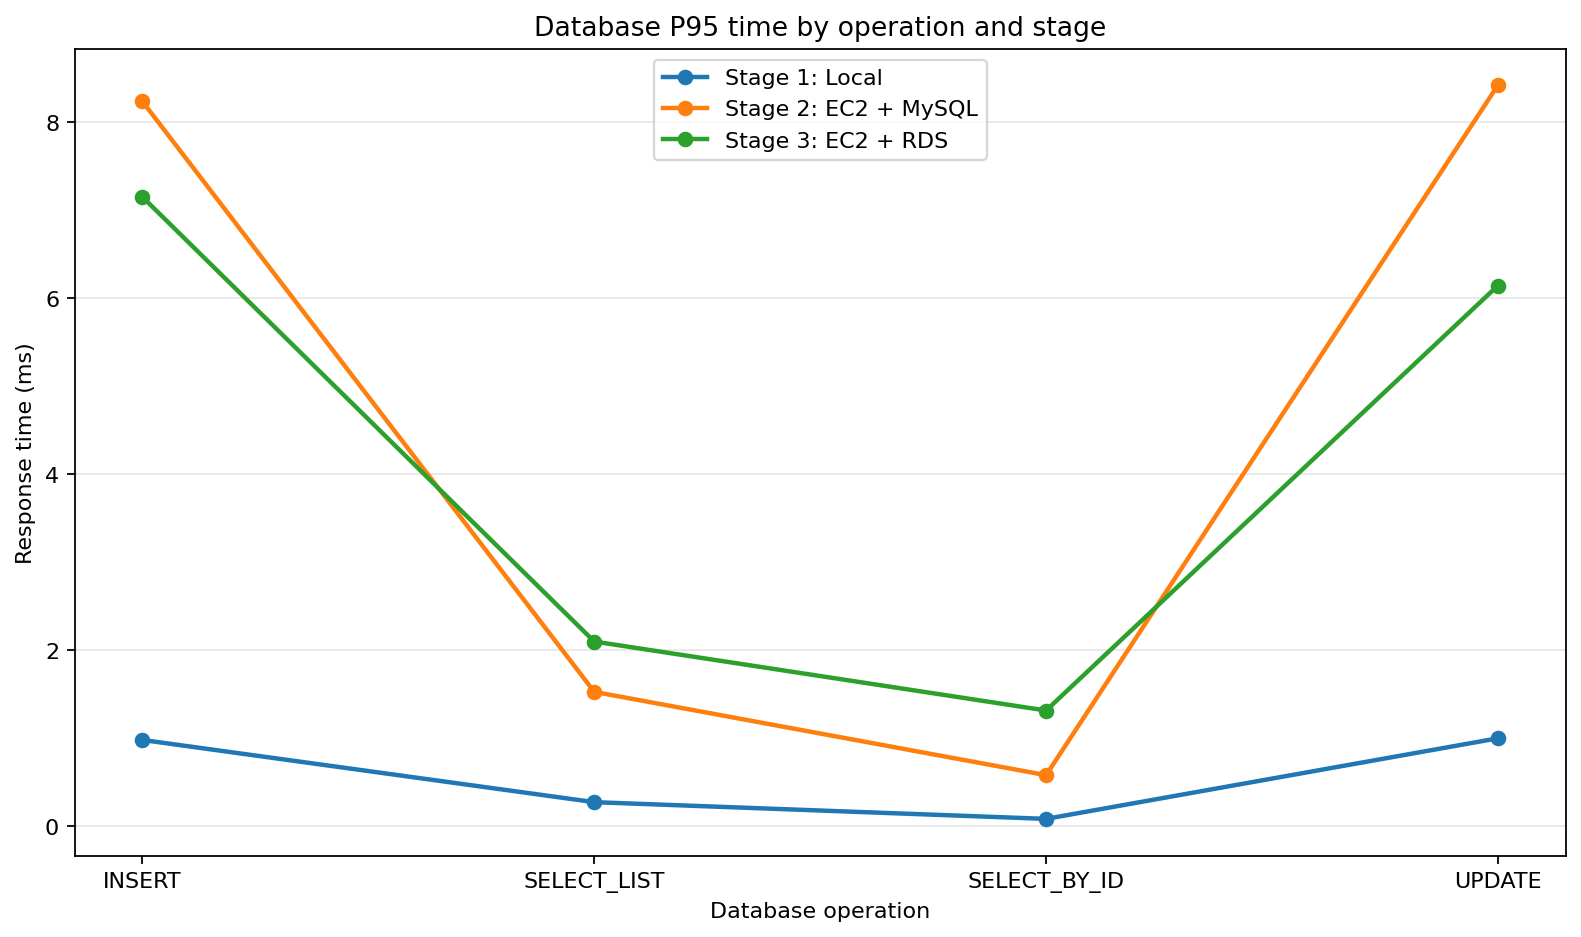 Database P95 time by operation and stage
Stage 1: Local
Stage 2: EC2 + MySQL
Stage 3: EC2 + RDS
Response time (ms)
8
6
4
2
0
INSERT SELECT_LIST SELECT_BY_ID UPDATE
Database operation